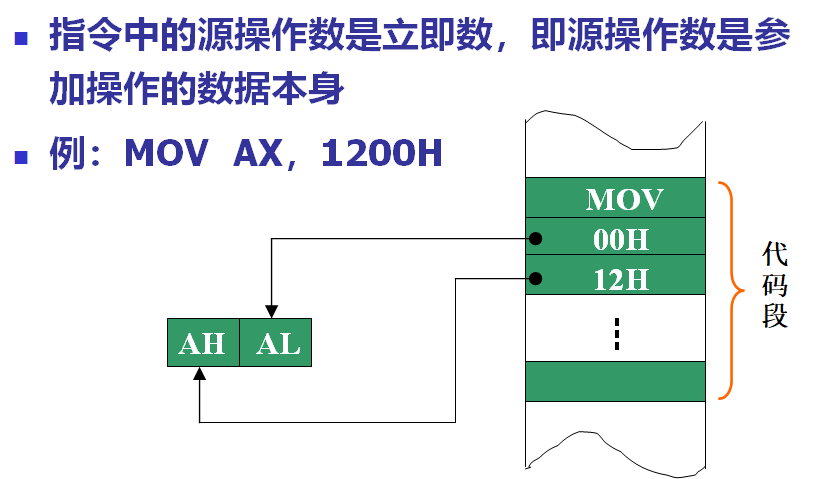 指令中的源操作数是立即数，即源操作数是参
加操作的数据本身
例：MOV AX，1200H
MOV
00H
12H
代码段
AH AL